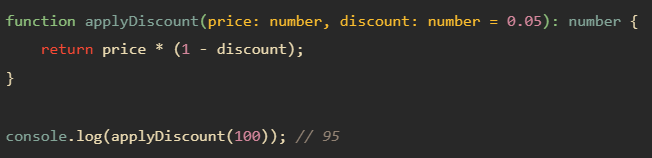 function applyDiscount(price: number, discount: number = 0.05): number {
    return price * (1 - discount);
}
console.log(applyDiscount(100)); // 95